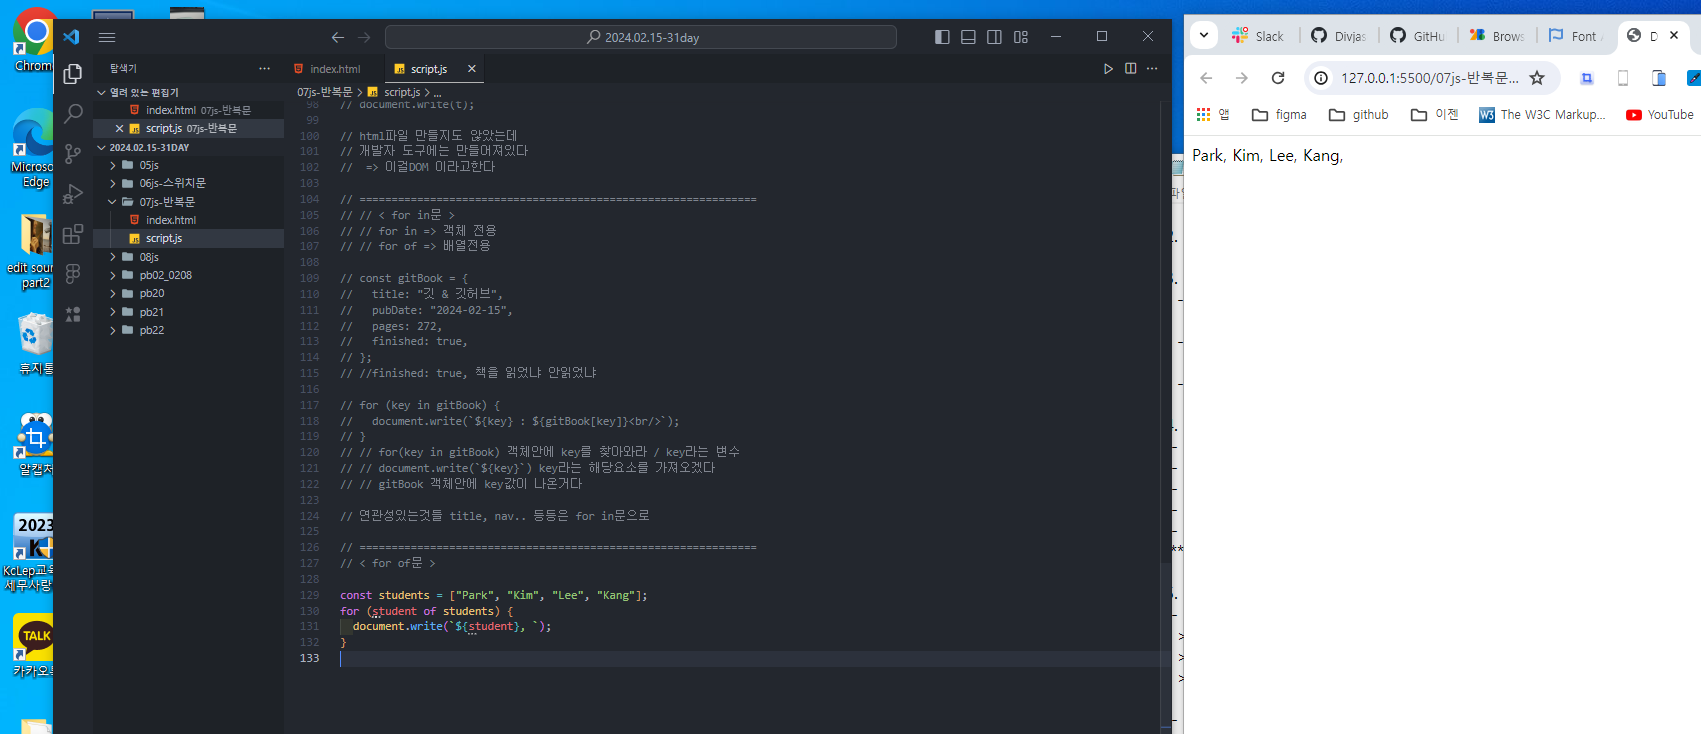 Chrom
Microso
Edge
edit sour
part2
휴지통
알캡처
2023
KcLep교육
세무사랑
TALK
카카오톡
2024.02.15-31day
탐색기
열려 있는 편집기
index.html 07js-반복문
script.js 07js-반복문
2024.02.15-31DAY
05js
06js-스위치문
07js-반복문
index.html
script.js
08js
pb02_0208
pb20
pb21
pb22
index.html
script.js
07js-반복문 > script.js > ...
98 // document.write(t);
99
100 // html파일 만들지도 않았는데
101 // 개발자 도구에는 만들어져있다
102 //  => 이걸DOM 이라고한다
103
104 // ==============================================================
105 // // < for in문 >
106 // // for in => 객체 전용
107 // // for of => 배열전용
108
109 // const gitBook = {
110 //   title: "깃 & 깃허브",
111 //   pubDate: "2024-02-15",
112 //   pages: 272,
113 //   finished: true,
114 // };
115 // //finished: true, 책을 읽었냐 안읽었냐
116
117 // for (key in gitBook) {
118 //   document.write(`${key} : ${gitBook[key]}<br/>`);
119 // }
120 // // for(key in gitBook) 객체안에 key를 찾아와라 / key라는 변수
121 // // document.write(`${key}`) key라는 해당요소를 가져오겠다
122 // // gitBook 객체안에 key값이 나온거다
123
124 // 연관성있는것들 title, nav.. 등등은 for in문으로
125
126 // ==============================================================
127 // < for of문 >
128
129 const students = ["Park", "Kim", "Lee", "Kang"];
130 for (student of students) {
131   document.write(`${student}, `);
132 }
133
Slack
Divjas
GitHu
Brows
Font A
D
127.0.0.1:5500/07js-반복문...
앱
figma
github
이젠
W3 The W3C Markup...
YouTube
Park, Kim, Lee, Kang,